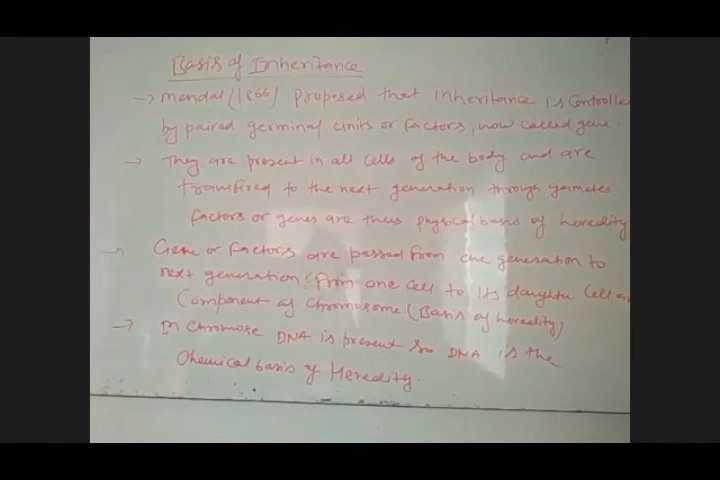 Basis of Inheritance
→ Mendal (1866) proposed that inheritance is controlle
by paired germinal units or factors, now called gene.
→ They are present in all cells of the body and are
transfired to the next generation through gametes.
factors or genes are thus physical basis of heredity
→ Gene or factors are passed from one generation to
next generation. from one cell to its daughter cell as
Component of chromosome. (Basis of heredity)
→ In Chromose DNA is present so DNA is the
Chemical basis of Heredity.